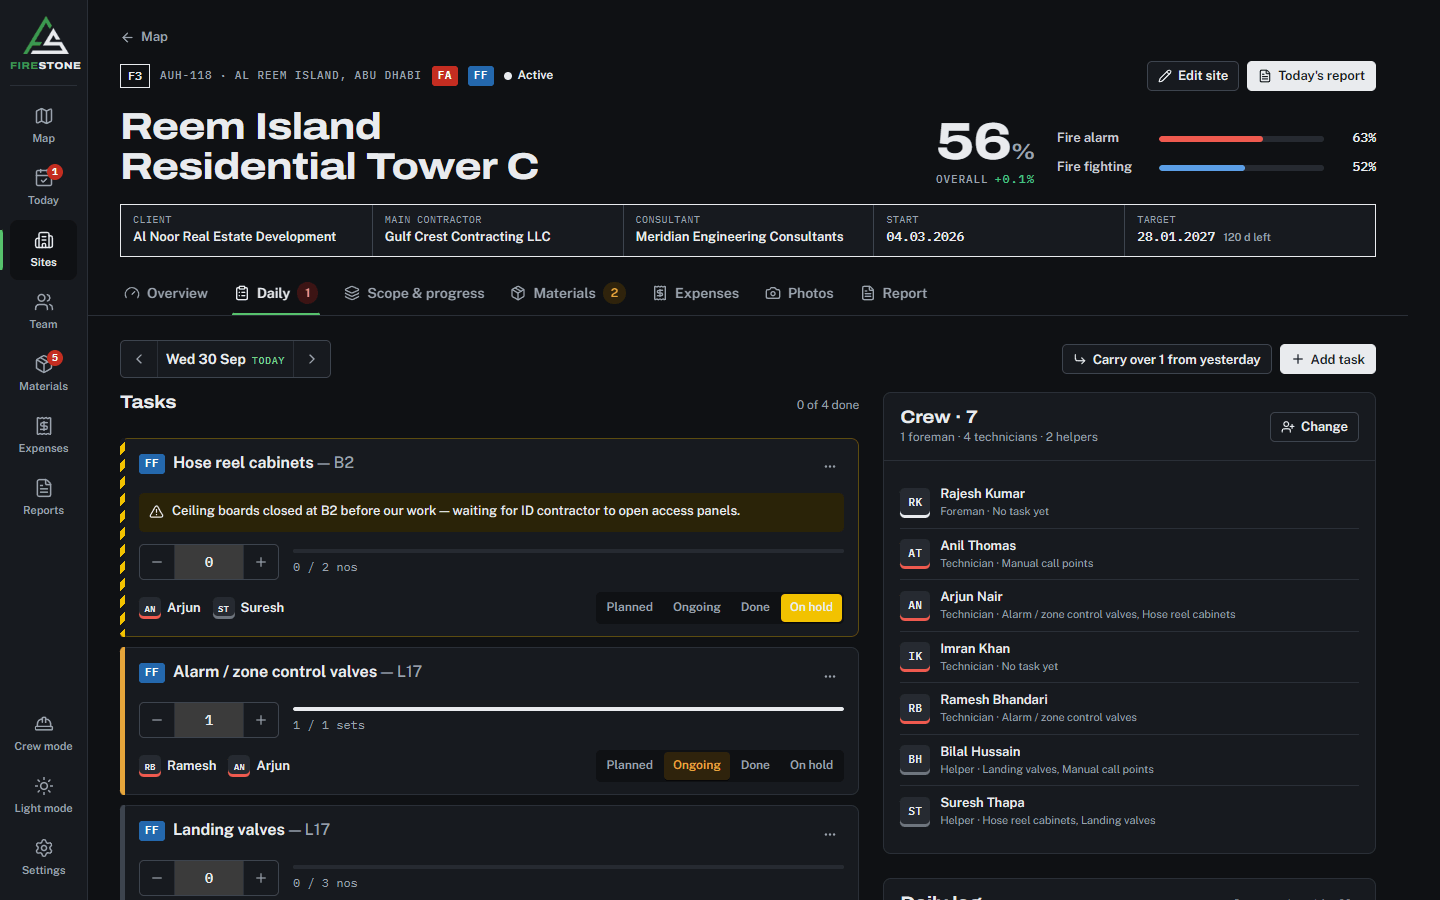 FIRESTONE
Map
1
Today
Sites
Team
5
Materials
Expenses
Reports
Crew mode
Light mode
Settings
← Map
F3 AUH-118 · AL REEM ISLAND, ABU DHABI FA FF Active
Edit site
Today's report
Reem Island
Residential Tower C
56%
OVERALL +0.1%
Fire alarm 63%
Fire fighting 52%
CLIENT
Al Noor Real Estate Development
MAIN CONTRACTOR
Gulf Crest Contracting LLC
CONSULTANT
Meridian Engineering Consultants
START
04.03.2026
TARGET
28.01.2027 120 d left
Overview
Daily 1
Scope & progress
Materials 2
Expenses
Photos
Report
Wed 30 Sep TODAY
Carry over 1 from yesterday
+ Add task
Tasks
0 of 4 done
FF Hose reel cabinets — B2 ...
Ceiling boards closed at B2 before our work — waiting for ID contractor to open access panels.
− 0 +
0 / 2 nos
AN Arjun ST Suresh
Planned Ongoing Done On hold
FF Alarm / zone control valves — L17 ...
− 1 +
1 / 1 sets
RB Ramesh AN Arjun
Planned Ongoing Done On hold
FF Landing valves — L17 ...
− 0 +
0 / 3 nos
Crew · 7
1 foreman · 4 technicians · 2 helpers
Change
RK Rajesh Kumar
Foreman · No task yet
AT Anil Thomas
Technician · Manual call points
AN Arjun Nair
Technician · Alarm / zone control valves, Hose reel cabinets
IK Imran Khan
Technician · No task yet
RB Ramesh Bhandari
Technician · Alarm / zone control valves
BH Bilal Hussain
Helper · Landing valves, Manual call points
ST Suresh Thapa
Helper · Hose reel cabinets, Landing valves
Daily log